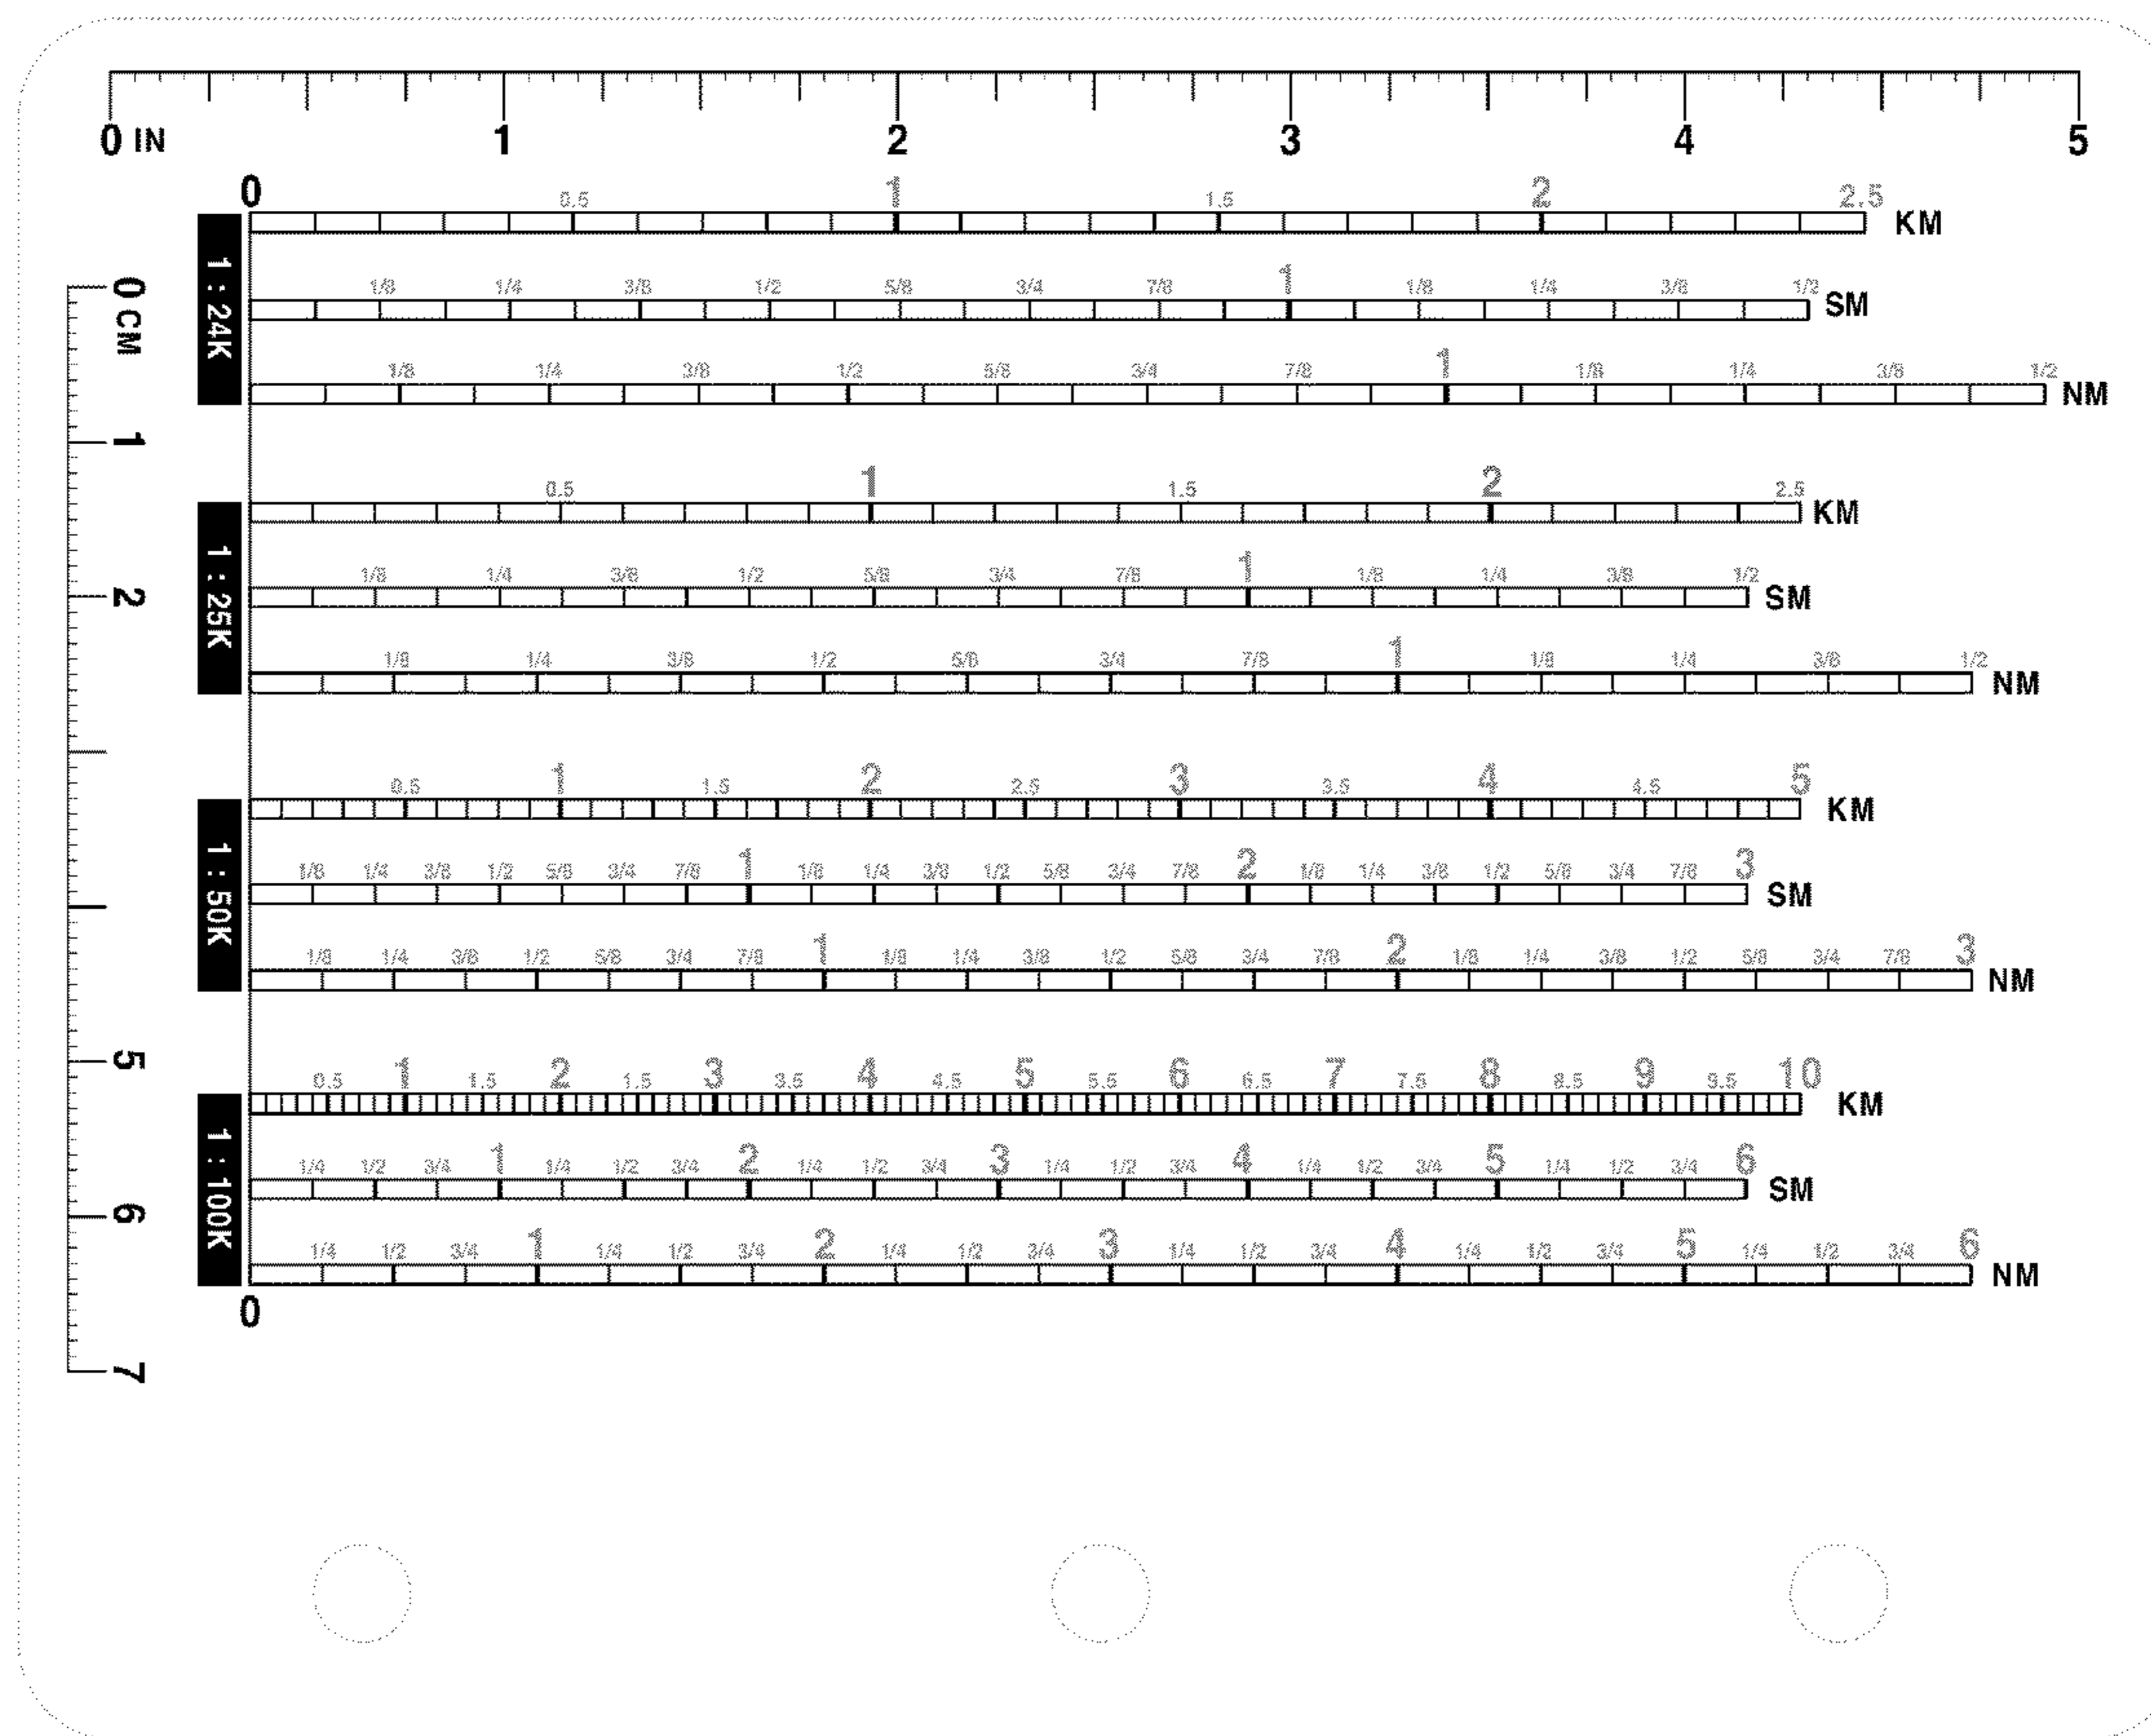 0 IN 1 2 3 4 5
0 0.5 1 1.5 2 2.5 KM
1:24K
1/8 1/4 3/8 1/2 5/8 3/4 7/8 1 1/8 1/4 3/8 1/2 SM
1/8 1/4 3/8 1/2 5/8 3/4 7/8 1 1/8 1/4 3/8 1/2 NM
0 CM 1 2 5 6 7
0.5 1 1.5 2 2.5 KM
1:25K
1/8 1/4 3/8 1/2 5/8 3/4 7/8 1 1/8 1/4 3/8 1/2 SM
1/8 1/4 3/8 1/2 5/8 3/4 7/8 1 1/8 1/4 3/8 1/2 NM
0.5 1 1.5 2 2.5 3 3.5 4 4.5 5 KM
1:50K
1/8 1/4 3/8 1/2 5/8 3/4 7/8 1 1/8 1/4 3/8 1/2 5/8 3/4 7/8 2 1/8 1/4 3/8 1/2 5/8 3/4 7/8 3 SM
1/8 1/4 3/8 1/2 5/8 3/4 7/8 1 1/8 1/4 3/8 1/2 5/8 3/4 7/8 2 1/8 1/4 3/8 1/2 5/8 3/4 7/8 3 NM
0.5 1 1.5 2 1.5 3 3.5 4 4.5 5 5.5 6 6.5 7 7.5 8 8.5 9 9.5 10 KM
1:100K
1/4 1/2 3/4 1 1/4 1/2 3/4 2 1/4 1/2 3/4 3 1/4 1/2 3/4 4 1/4 1/2 3/4 5 1/4 1/2 3/4 6 SM
1/4 1/2 3/4 1 1/4 1/2 3/4 2 1/4 1/2 3/4 3 1/4 1/2 3/4 4 1/4 1/2 3/4 5 1/4 1/2 3/4 6 NM
0